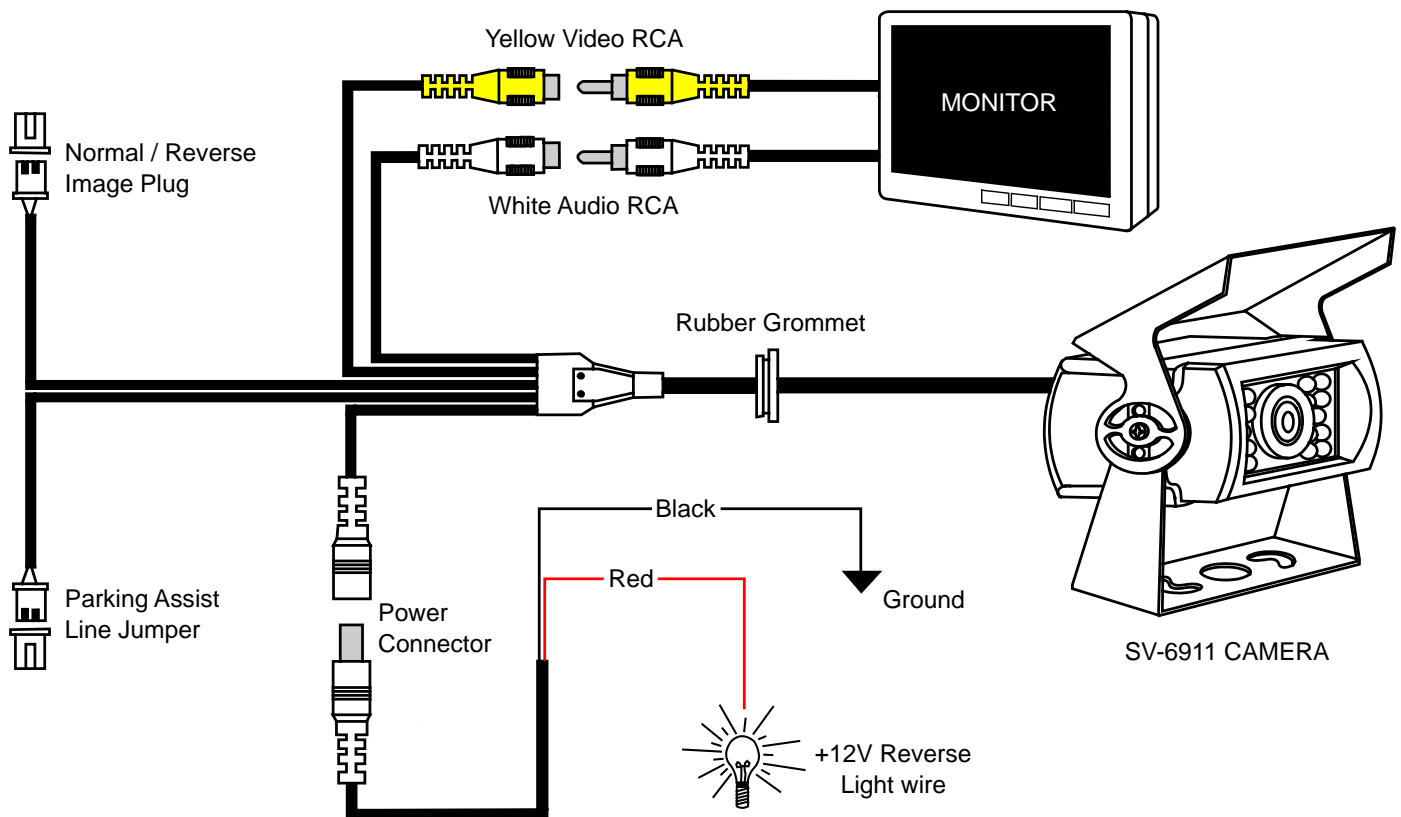 Yellow Video RCA
MONITOR
Normal / Reverse
Image Plug
White Audio RCA
Rubber Grommet
Black
Red
Ground
Parking Assist
Line Jumper
Power
Connector
SV-6911 CAMERA
+12V Reverse
Light wire